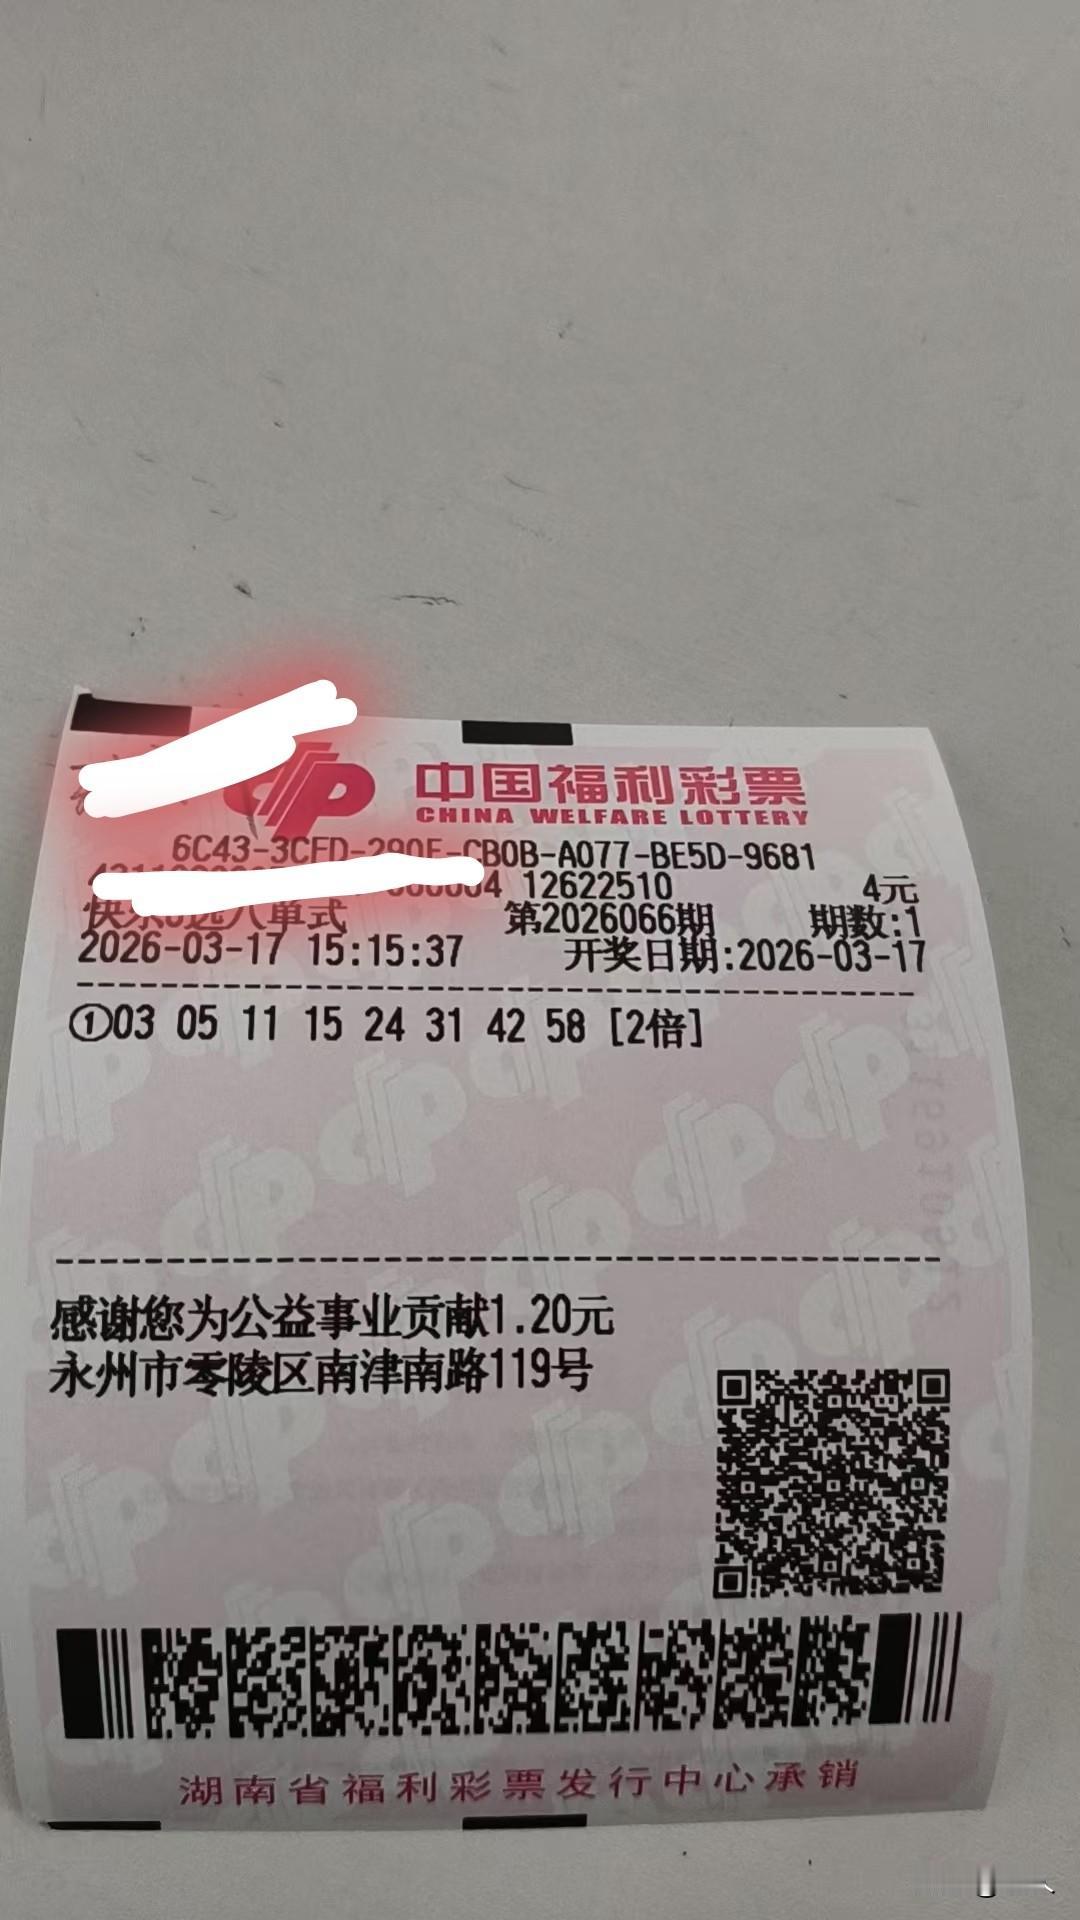 中国福利彩票
CHINA WELFARE LOTTERY
6C43-3CFD-290E-CB0B-A077-BE5D-9681
12622510 4元
选八单式 第2026066期 期数:1
2026-03-17 15:15:37 开奖日期:2026-03-17
①03 05 11 15 24 31 42 58 [2倍]
感谢您为公益事业贡献1.20元
永州市零陵区南津南路119号
湖南省福利彩票发行中心承销